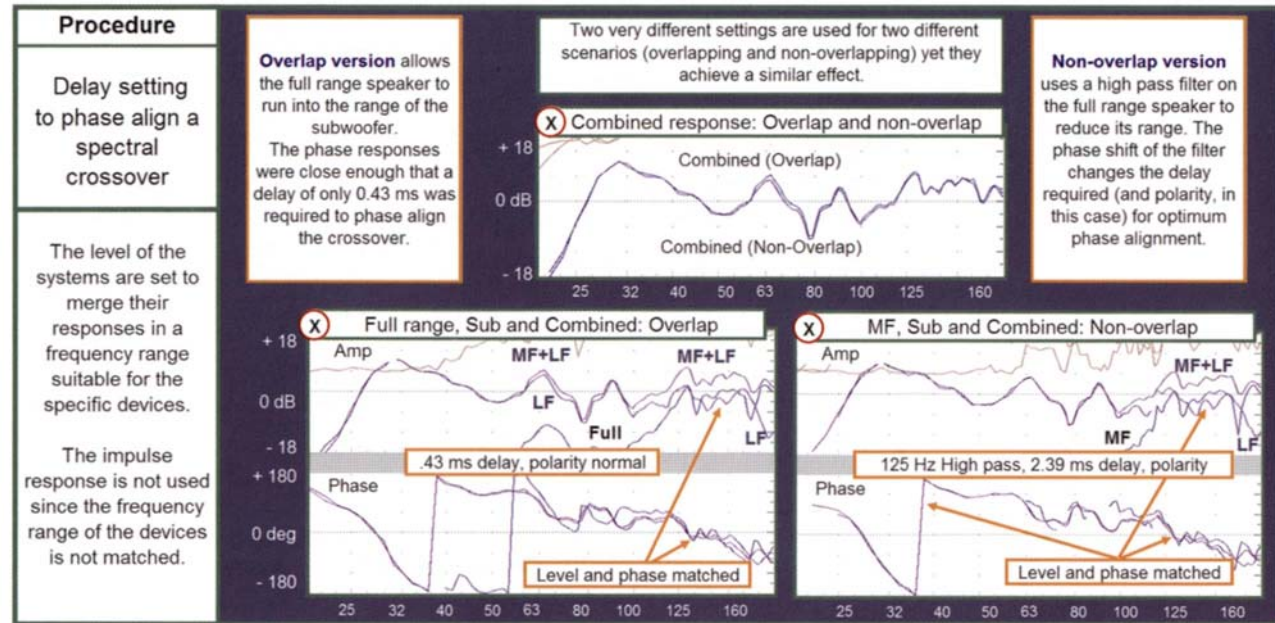 Procedure
Delay setting
to phase align a
spectral
crossover
The level of the
systems are set to
merge their
responses in a
frequency range
suitable for the
specific devices.
The impulse
response is not used
since the frequency
range of the devices
is not matched.
Overlap version allows
the full range speaker to
run into the range of the
subwoofer.
The phase responses
were close enough that a
delay of only 0.43 ms was
required to phase align
the crossover.
Two very different settings are used for two different
scenarios (overlapping and non-overlapping) yet they
achieve a similar effect.
Non-overlap version
uses a high pass filter on
the full range speaker to
reduce its range. The
phase shift of the filter
changes the delay
required (and polarity, in
this case) for optimum
phase alignment.
X Combined response: Overlap and non-overlap
+ 18
Combined (Overlap)
0 dB
Combined (Non-Overlap)
- 18
25 32 40 50 63 80 100 125 160
X Full range, Sub and Combined: Overlap
+ 18
Amp
MF+LF MF+LF
0 dB
LF
Full
LF
- 18
.43 ms delay, polarity normal
+ 180
Phase
0 deg
Level and phase matched
- 180
25 32 40 50 63 80 100 125 160
X MF, Sub and Combined: Non-overlap
Amp
MF+LF
MF LF
125 Hz High pass, 2.39 ms delay, polarity
Phase
Level and phase matched
25 32 40 50 63 80 100 125 160